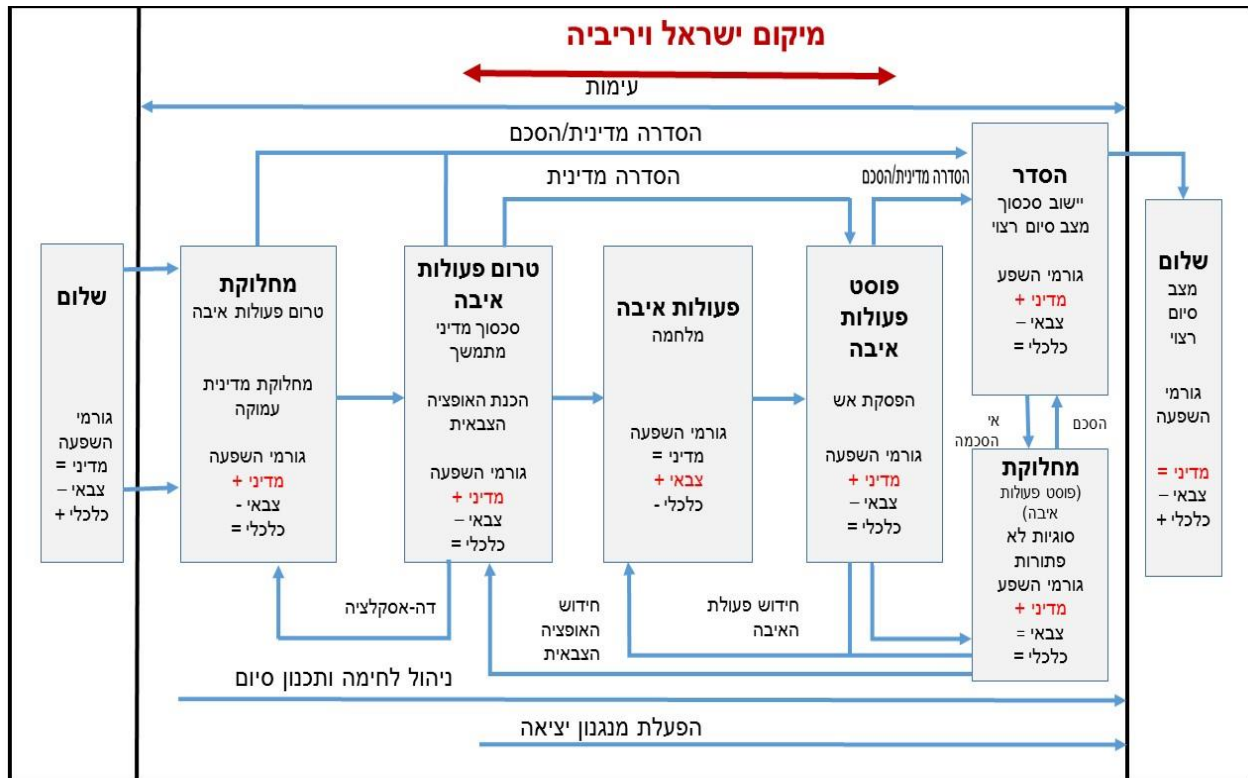 מיקום ישראל ויריביה
עימות
הסדרה מדינית/הסכם
הסדרה מדינית
הסדרה מדינית/הסכם
שלום
גורמי
השפעה
מדיני =
צבאי –
כלכלי +
מחלוקת
טרום פעולות איבה
מחלוקת מדינית
עמוקה
גורמי השפעה
מדיני +
צבאי -
כלכלי =
טרום פעולות
איבה
סכסוך מדיני
מתמשך
הכנת האופציה
הצבאית
גורמי השפעה
מדיני +
צבאי –
כלכלי =
פעולות איבה
מלחמה
גורמי השפעה
מדיני =
צבאי +
כלכלי -
פוסט
פעולות
איבה
הפסקת אש
גורמי השפעה
מדיני +
צבאי –
כלכלי =
הסדר
יישוב סכסוך
מצב סיום רצוי
גורמי השפע
מדיני +
צבאי –
כלכלי =
אי
הסכמה
הסכם
מחלוקת
(פוסט פעולות
איבה)
סוגיות לא
פתורות
גורמי השפע
מדיני +
צבאי =
כלכלי =
שלום
מצב
סיום
רצוי
גורמי
השפעה
מדיני =
צבאי –
כלכלי +
דה-אסקלציה
חידוש
האופציה
הצבאית
חידוש פעולת
האיבה
ניהול לחימה ותכנון סיום
הפעלת מנגנון יציאה